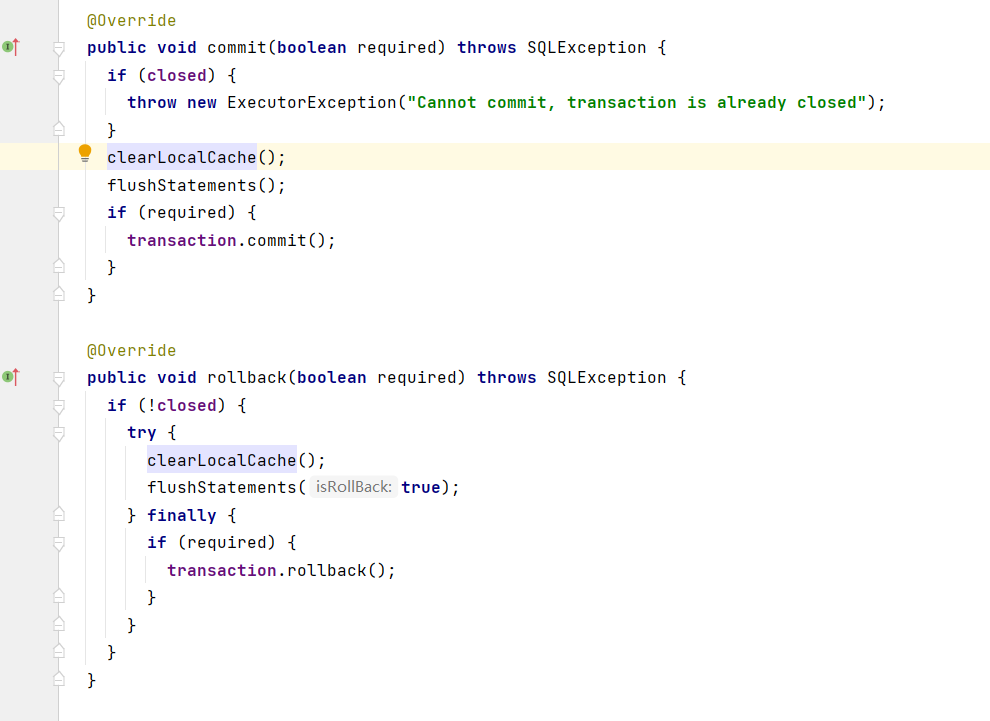 @Override
public void commit(boolean required) throws SQLException {
if (closed) {
throw new ExecutorException("Cannot commit, transaction is already closed");
}
clearLocalCache();
flushStatements();
if (required) {
transaction.commit();
}
}
@Override
public void rollback(boolean required) throws SQLException {
if (!closed) {
try {
clearLocalCache();
flushStatements( isRollBack: true);
} finally {
if (required) {
transaction.rollback();
}
}
}
}